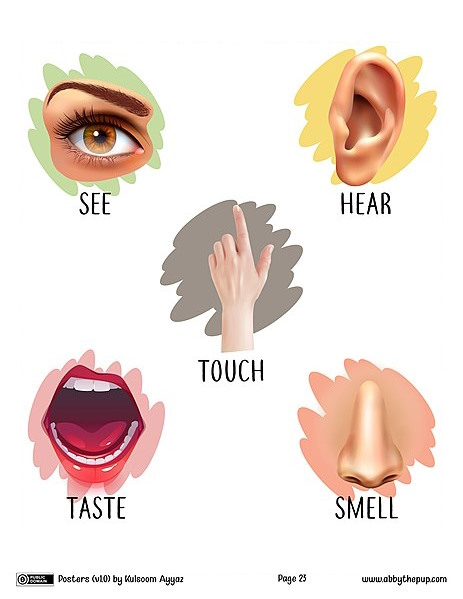 SEE
HEAR
TOUCH
TASTE
SMELL
PUBLIC DOMAIN
Posters (v1.0) by Kulsoom Ayyaz
Page 23
www.abbythepup.com